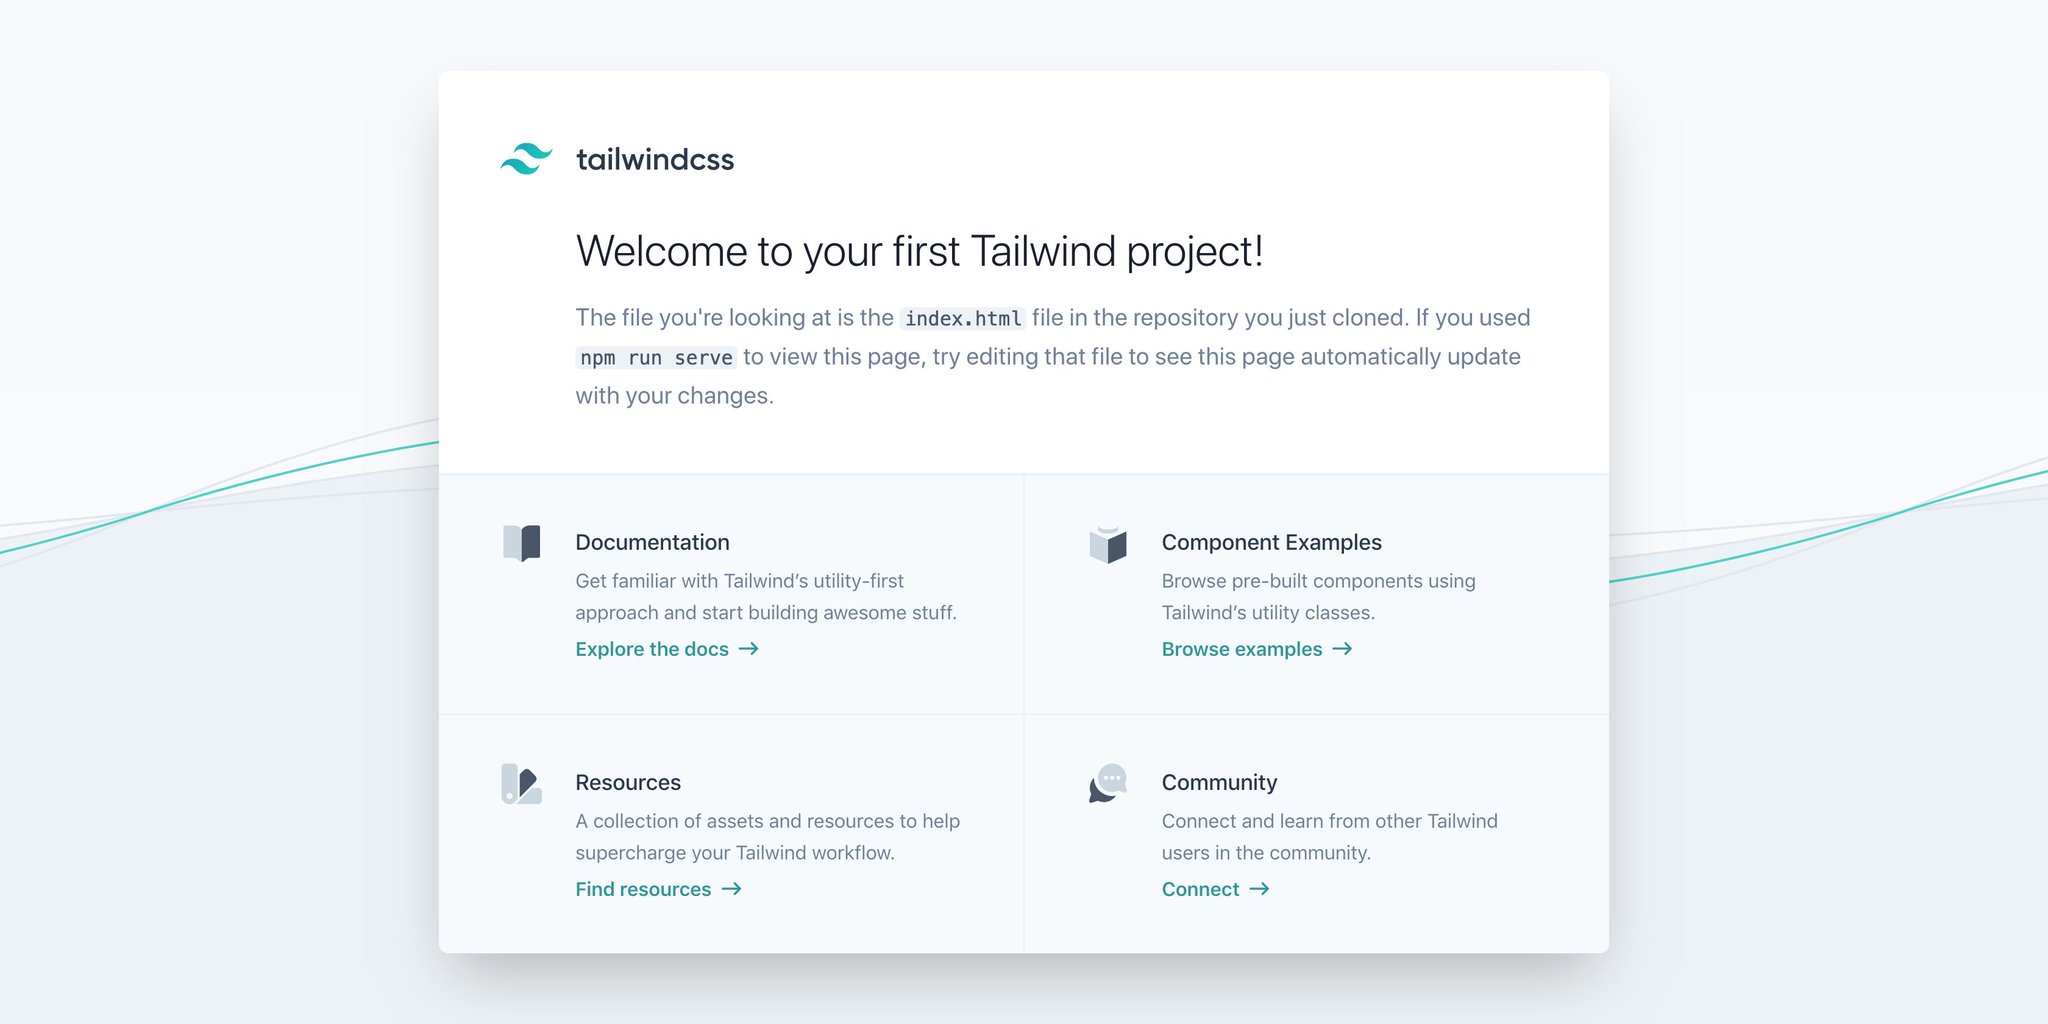 tailwindcss
Welcome to your first Tailwind project!
The file you're looking at is the index.html file in the repository you just cloned. If you used
npm run serve to view this page, try editing that file to see this page automatically update
with your changes.
Documentation
Get familiar with Tailwind’s utility-first
approach and start building awesome stuff.
Explore the docs →
Component Examples
Browse pre-built components using
Tailwind’s utility classes.
Browse examples →
Resources
A collection of assets and resources to help
supercharge your Tailwind workflow.
Find resources →
Community
Connect and learn from other Tailwind
users in the community.
Connect →